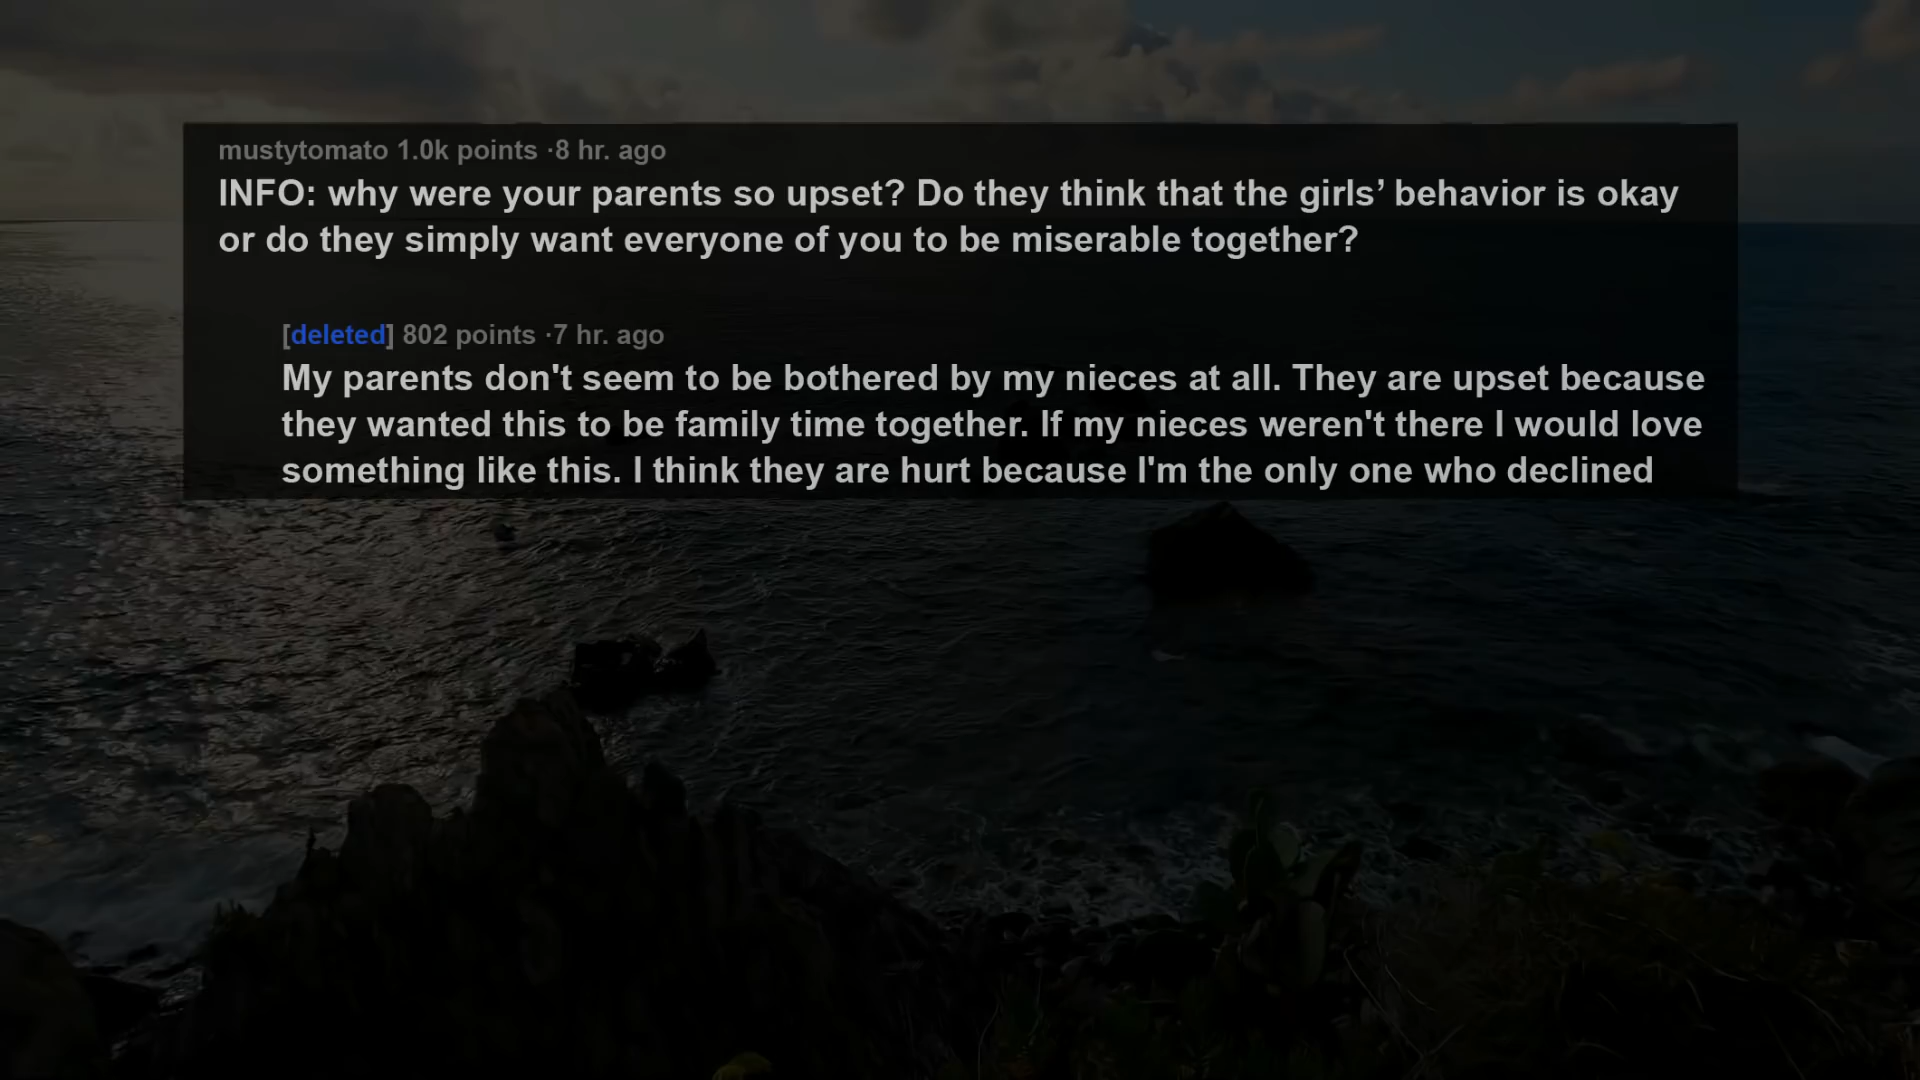 mustytomato 1.0k points ·8 hr. ago
INFO: why were your parents so upset? Do they think that the girls’ behavior is okay
or do they simply want everyone of you to be miserable together?
[deleted] 802 points ·7 hr. ago
My parents don't seem to be bothered by my nieces at all. They are upset because
they wanted this to be family time together. If my nieces weren't there I would love
something like this. I think they are hurt because I'm the only one who declined